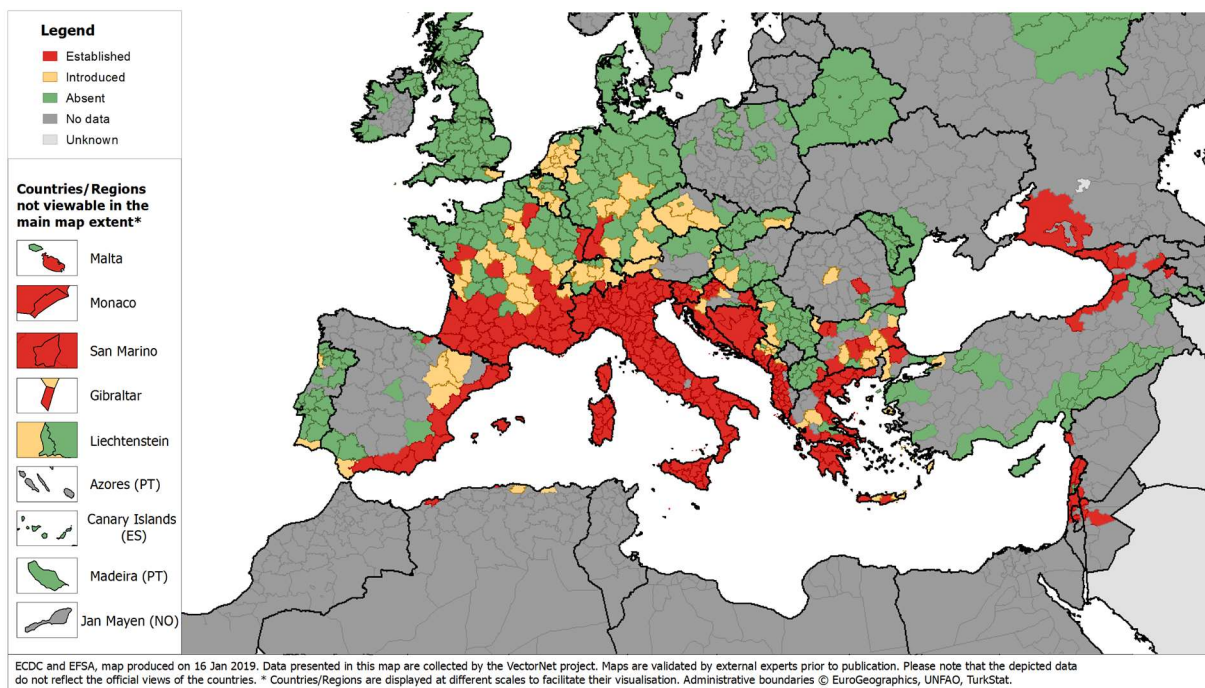 Legend
Established
Introduced
Absent
No data
Unknown
Countries/Regions
not viewable in the
main map extent*
Malta
Monaco
San Marino
Gibraltar
Liechtenstein
Azores (PT)
Canary Islands
(ES)
Madeira (PT)
Jan Mayen (NO)
ECDC and EFSA, map produced on 16 Jan 2019. Data presented in this map are collected by the VectorNet project. Maps are validated by external experts prior to publication. Please note that the depicted data
do not reflect the official views of the countries. * Countries/Regions are displayed at different scales to facilitate their visualisation. Administrative boundaries © EuroGeographics, UNFAO, TurkStat.